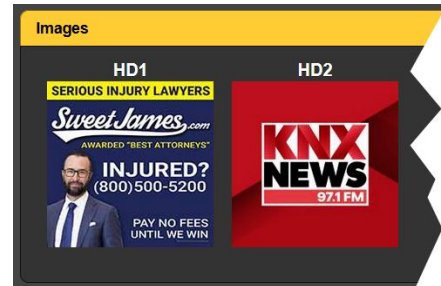 Images
HD1
HD2
SERIOUS INJURY LAWYERS
SweetJames.com
AWARDED "BEST ATTORNEYS"
INJURED?
(800)500-5200
PAY NO FEES
UNTIL WE WIN
KNX
NEWS
97.1 FM